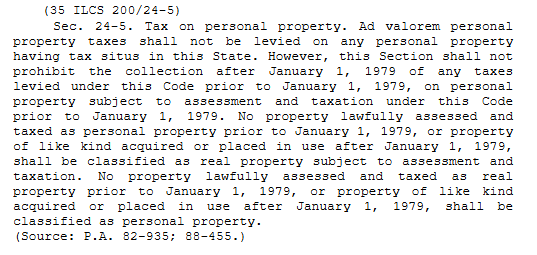 (35 ILCS 200/24-5)
Sec. 24-5. Tax on personal property. Ad valorem personal
property taxes shall not be levied on any personal property
having tax situs in this State. However, this Section shall not
prohibit the collection after January 1, 1979 of any taxes
levied under this Code prior to January 1, 1979, on personal
property subject to assessment and taxation under this Code
prior to January 1, 1979. No property lawfully assessed and
taxed as personal property prior to January 1, 1979, or property
of like kind acquired or placed in use after January 1, 1979,
shall be classified as real property subject to assessment and
taxation. No property lawfully assessed and taxed as real
property prior to January 1, 1979, or property of like kind
acquired or placed in use after January 1, 1979, shall be
classified as personal property.
(Source: P.A. 82-935; 88-455.)